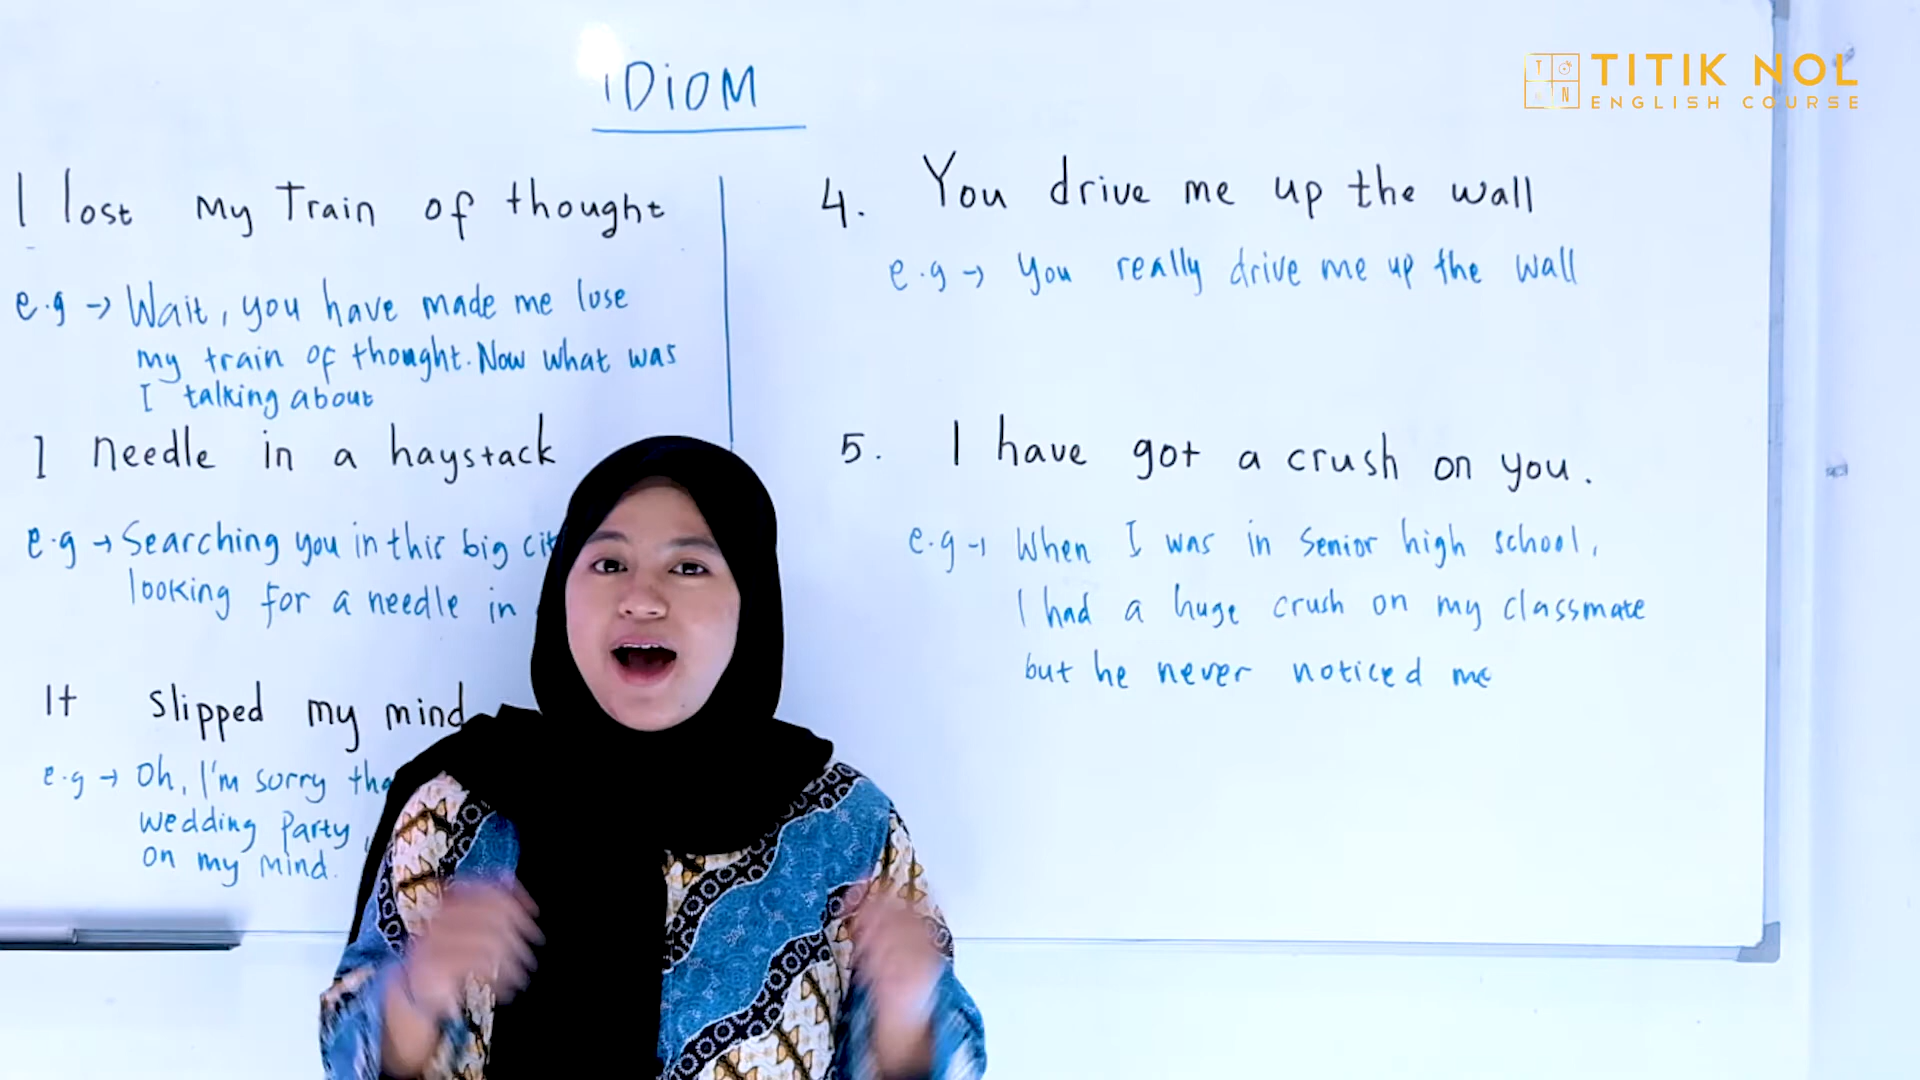 IDIOM
TITIK NOL
ENGLISH COURSE
I lost my Train of thought
e.g → Wait, you have made me lose
my train of thought. Now what was
I talking about
needle in a haystack
e.g → Searching you in this big
looking for a needle in
It slipped my mind
e.g → Oh, I'm sorry
wedding Party,
on my mind.
4. You drive me up the wall
e.g → You really drive me up the wall
5. I have got a crush on you.
e.g → When I was in Senior high school,
I had a huge crush on my classmate
but he never noticed me